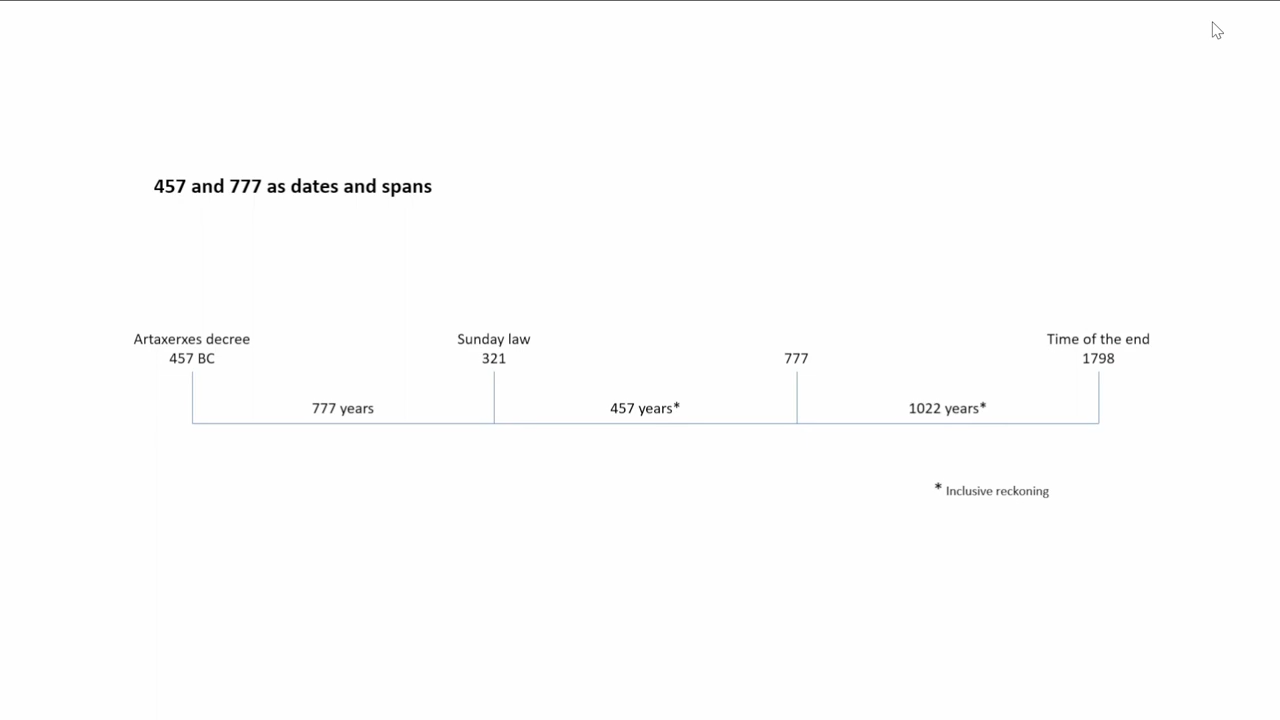 457 and 777 as dates and spans
Artaxerxes decree
457 BC
Sunday law
321
777
Time of the end
1798
777 years
457 years*
1022 years*
* Inclusive reckoning